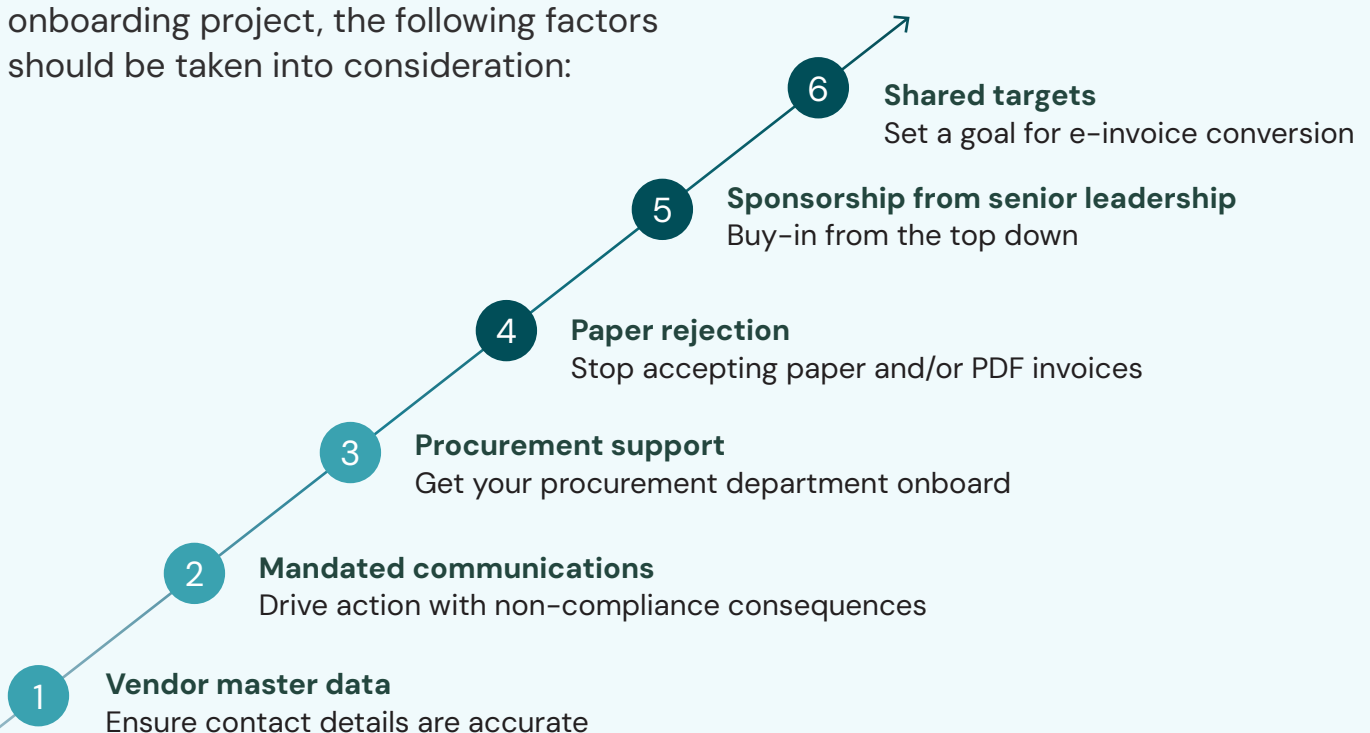 onboarding project, the following factors
should be taken into consideration:
6
Shared targets
Set a goal for e-invoice conversion
5
Sponsorship from senior leadership
Buy-in from the top down
4
Paper rejection
Stop accepting paper and/or PDF invoices
3
Procurement support
Get your procurement department onboard
2
Mandated communications
Drive action with non-compliance consequences
1
Vendor master data
Ensure contact details are accurate